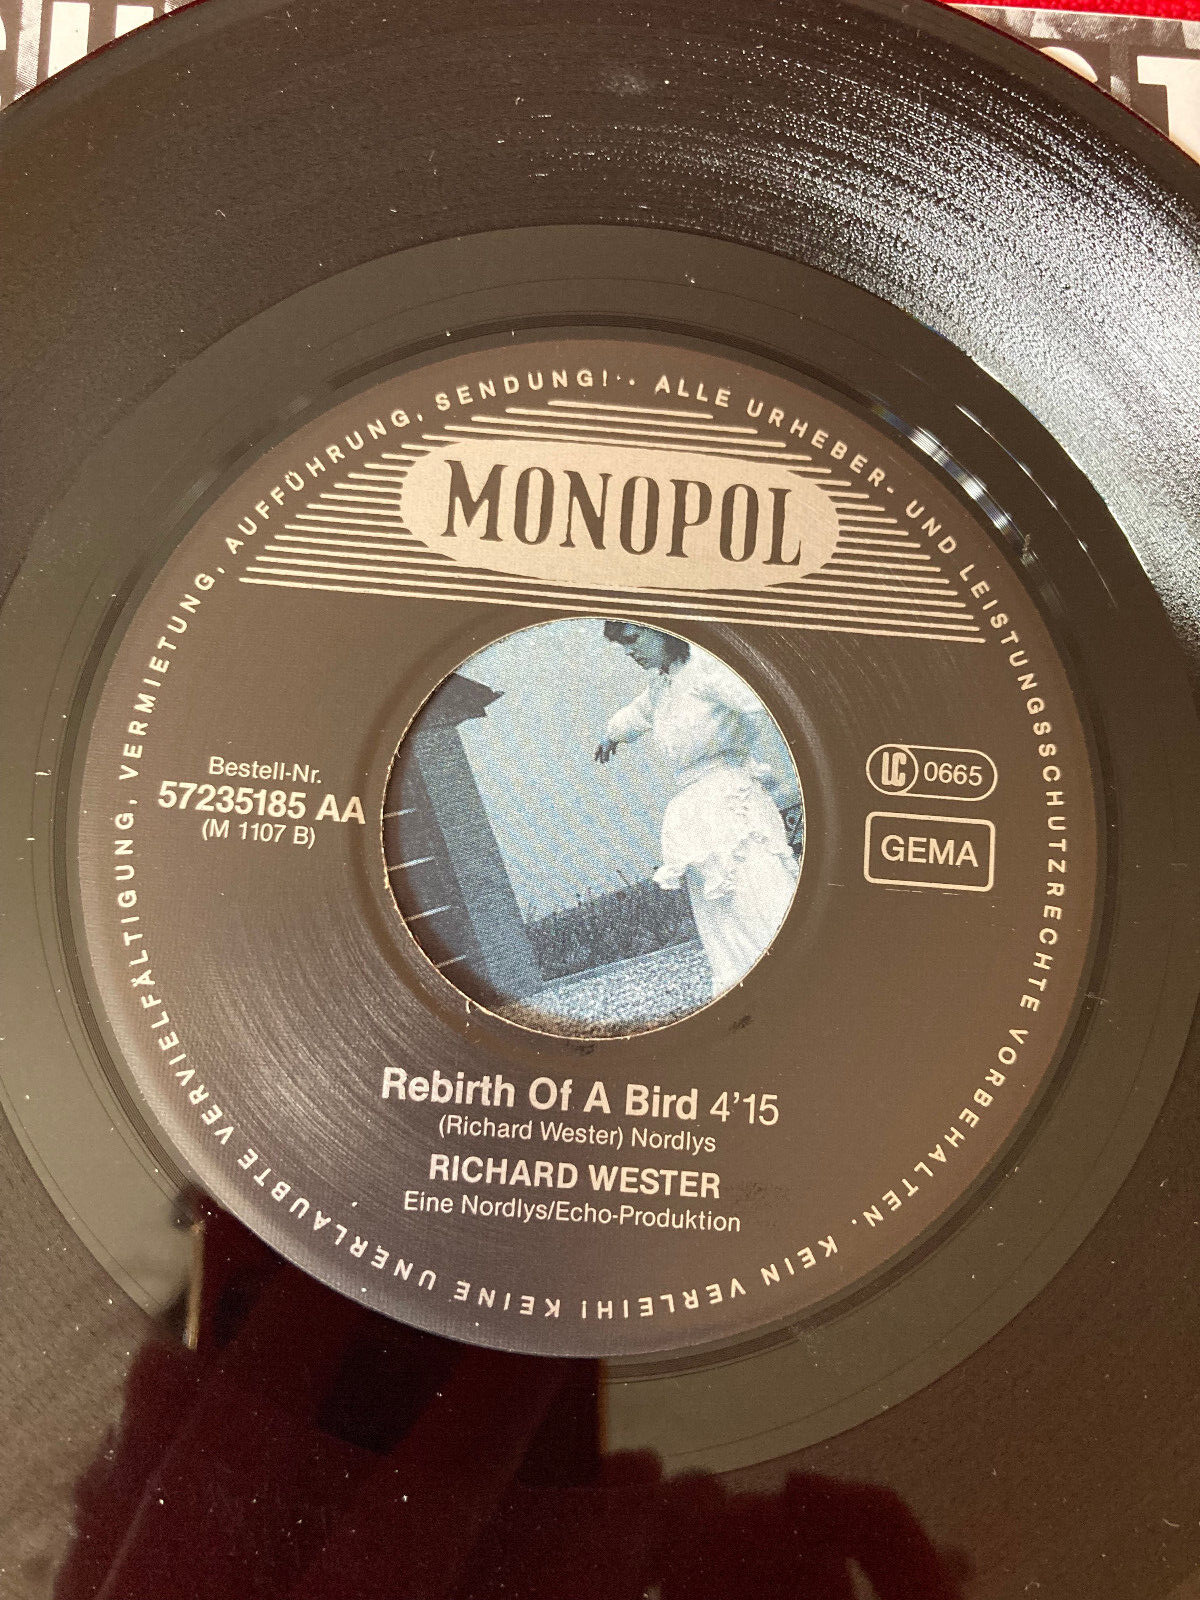 ALLE URHEBER- UND LEISTUNGSSCHUTZRECHTE VORBEHALTEN. KEIN VERLEIH! KEINE UNERLAUBTE VERVIELFÄLTIGUNG, VERMIETUNG, AUFFÜHRUNG, SENDUNG!
MONOPOL
Bestell-Nr.
57235185 AA
(M 1107 B)
LC 0665
GEMA
Rebirth Of A Bird 4'15
(Richard Wester) Nordlys
RICHARD WESTER
Eine Nordlys/Echo-Produktion